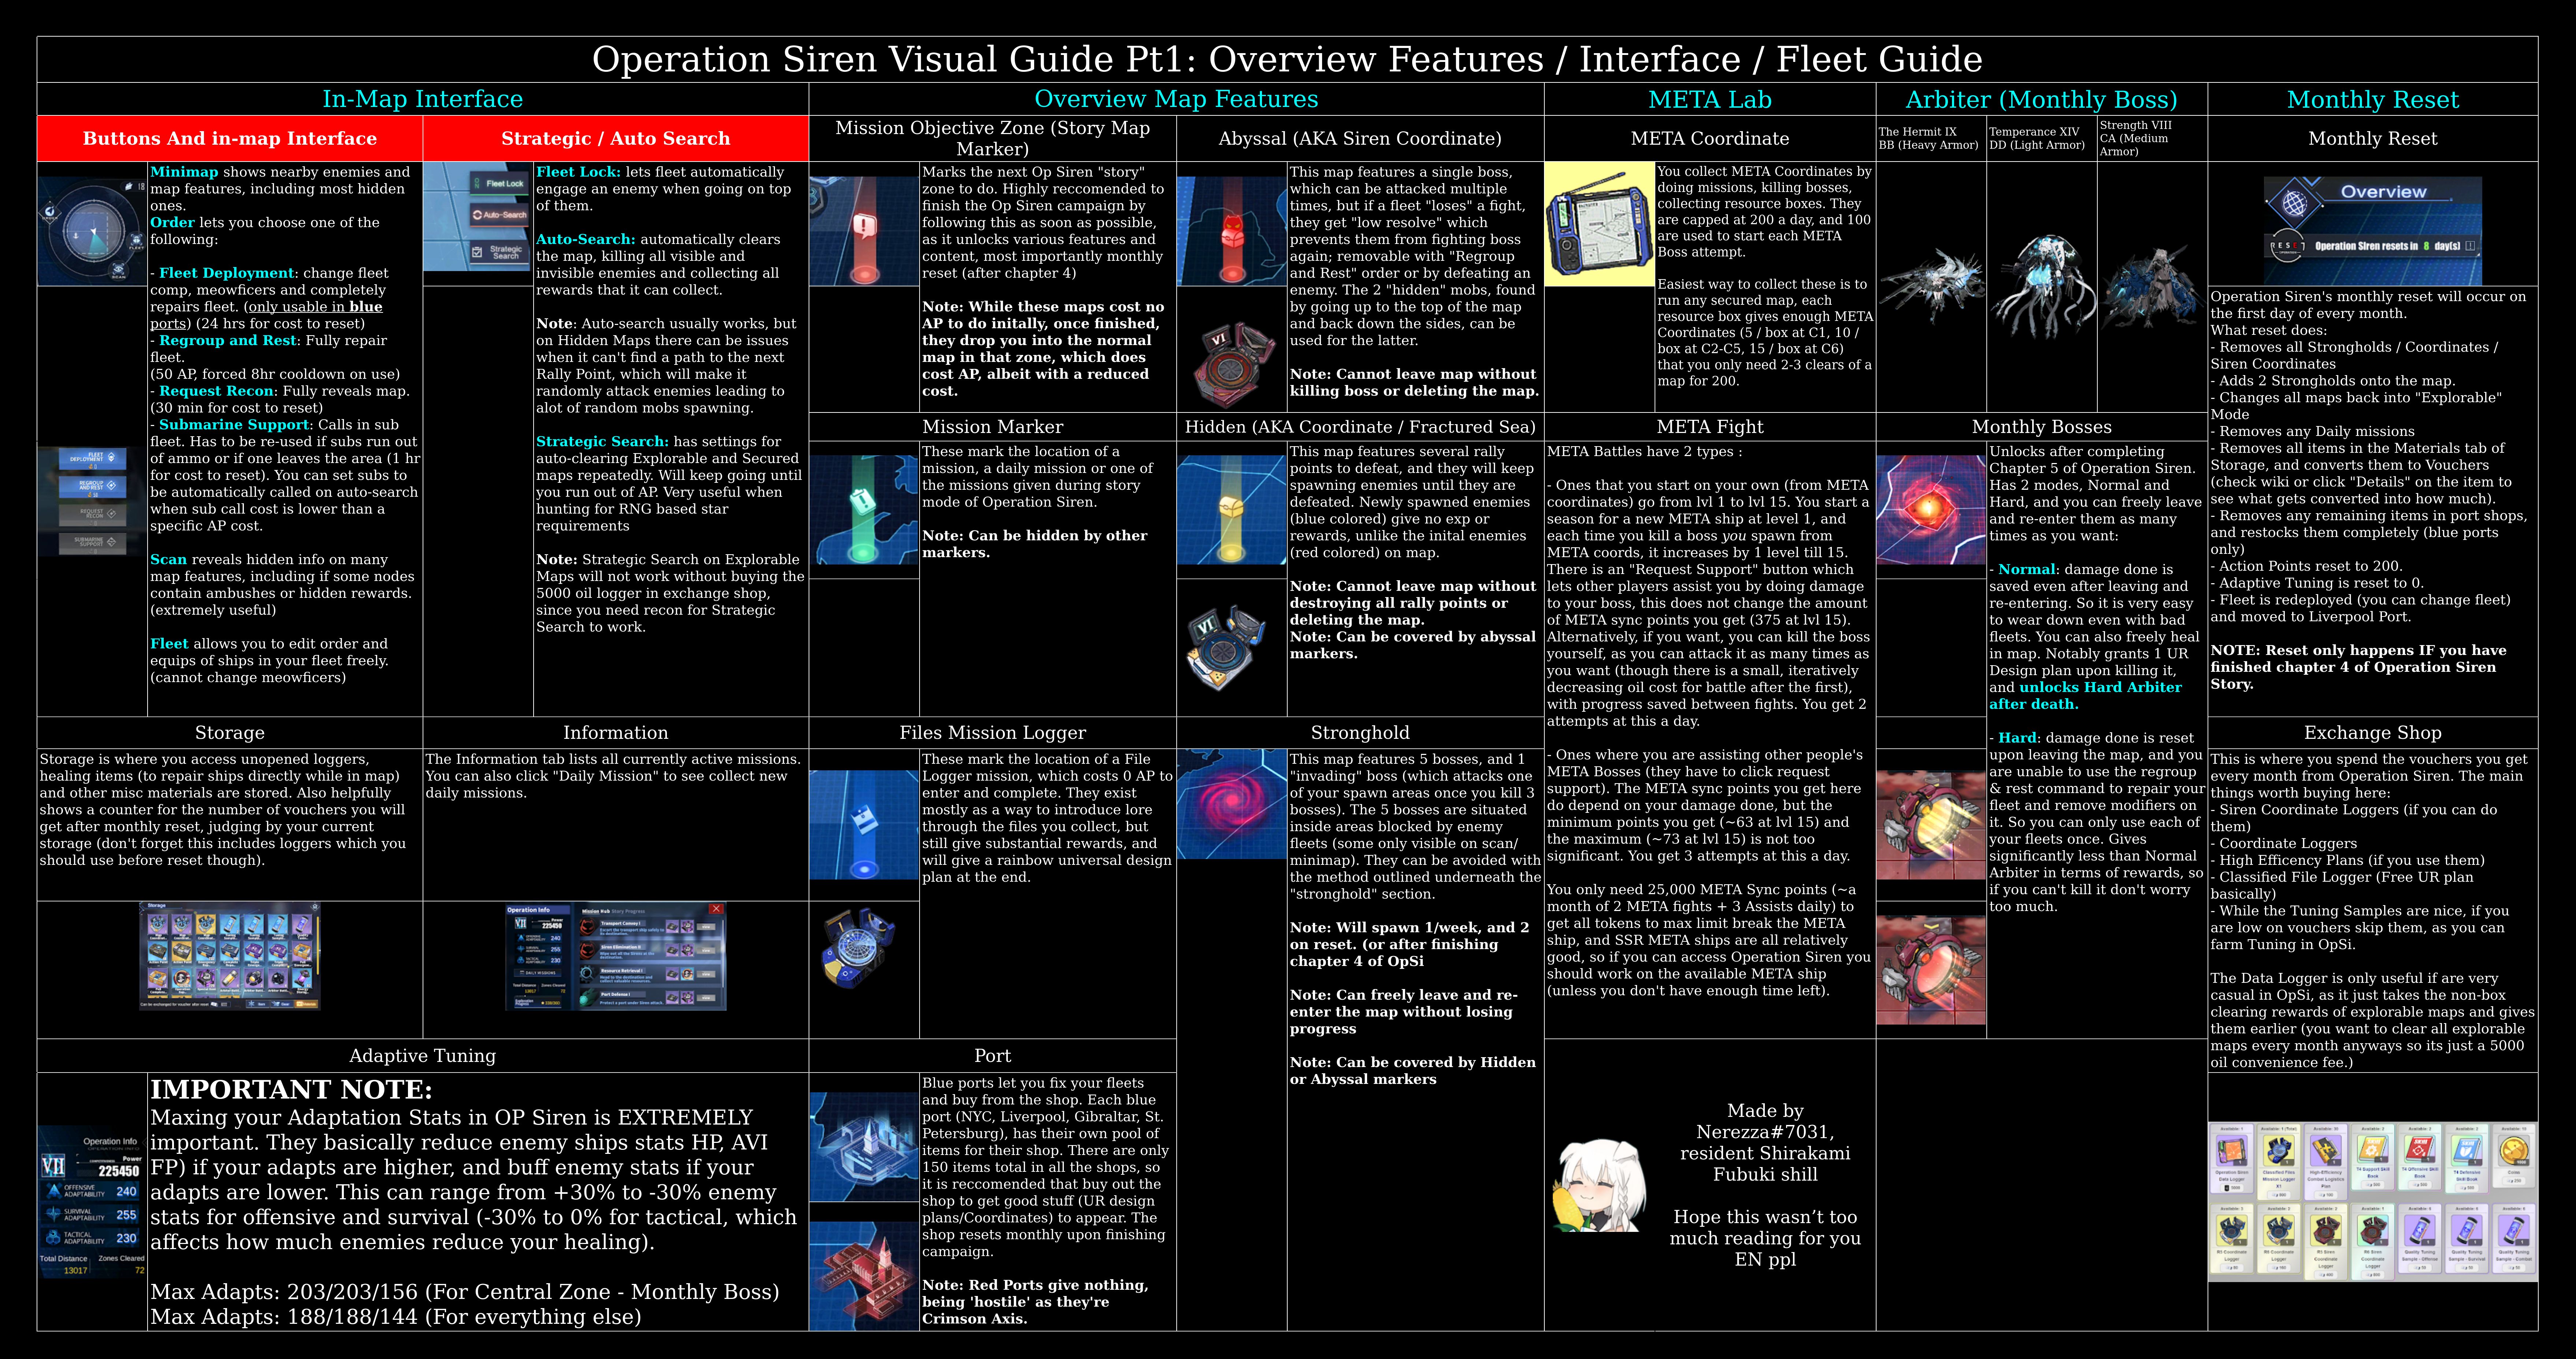 Operation Siren Visual Guide Pt1: Overview Features / Interface / Fleet Guide
In-Map Interface
Overview Map Features
META Lab
Arbiter (Monthly Boss)
Monthly Reset
Buttons And in-map Interface
Minimap shows nearby enemies and
map features, including most hidden
ones.
Order lets you choose one of the
following:
- Fleet Deployment: change fleet
comp, meowficers and completely
repairs fleet. (only usable in blue
ports) (24 hrs for cost to reset)
- Regroup and Rest: Fully repair
fleet.
(50 AP, forced 8hr cooldown on use)
- Request Recon: Fully reveals map.
(30 min for cost to reset)
- Submarine Support: Calls in sub
fleet. Has to be re-used if subs run out
of ammo or if one leaves the area (1 hr
for cost to reset). You can set subs to
be automatically called on auto-search
when sub call cost is lower than a
specific AP cost.
Scan reveals hidden info on many
map features, including if some nodes
contain ambushes or hidden rewards.
(extremely useful)
Fleet allows you to edit order and
equips of ships in your fleet freely.
(cannot change meowficers)
FLEET
DEPLOYMENT
REGROUP
AND REST
REQUEST
RECON
SUBMARINE
SUPPORT
Strategic / Auto Search
Fleet Lock
Auto-Search
Strategic
Search
Fleet Lock: lets fleet automatically
engage an enemy when going on top
of them.
Auto-Search: automatically clears
the map, killing all visible and
invisible enemies and collecting all
rewards that it can collect.
Note: Auto-search usually works, but
on Hidden Maps there can be issues
when it can't find a path to the next
Rally Point, which will make it
randomly attack enemies leading to
alot of random mobs spawning.
Strategic Search: has settings for
auto-clearing Explorable and Secured
maps repeatedly. Will keep going until
you run out of AP. Very useful when
hunting for RNG based star
requirements
Note: Strategic Search on Explorable
Maps will not work without buying the
5000 oil logger in exchange shop,
since you need recon for Strategic
Search to work.
Mission Objective Zone (Story Map
Marker)
Marks the next Op Siren "story"
zone to do. Highly reccomended to
finish the Op Siren campaign by
following this as soon as possible,
as it unlocks various features and
content, most importantly monthly
reset (after chapter 4)
Note: While these maps cost no
AP to do initally, once finished,
they drop you into the normal
map in that zone, which does
cost AP, albeit with a reduced
cost.
Abyssal (AKA Siren Coordinate)
This map features a single boss,
which can be attacked multiple
times, but if a fleet "loses" a fight,
they get "low resolve" which
prevents them from fighting boss
again; removable with "Regroup
and Rest" order or by defeating an
enemy. The 2 "hidden" mobs, found
by going up to the top of the map
and back down the sides, can be
used for the latter.
Note: Cannot leave map without
killing boss or deleting the map.
VI
META Coordinate
You collect META Coordinates by
doing missions, killing bosses,
collecting resource boxes. They
are capped at 200 a day, and 100
are used to start each META
Boss attempt.
Easiest way to collect these is to
run any secured map, each
resource box gives enough META
Coordinates (5 / box at C1, 10 /
box at C2-C5, 15 / box at C6)
that you only need 2-3 clears of a
map for 200.
The Hermit IX
BB (Heavy Armor)
Temperance XIV
DD (Light Armor)
Strength VIII
CA (Medium
Armor)
Monthly Reset
Overview
RESET
Operation Siren resets in 8 day(s)
Operation Siren's monthly reset will occur on
the first day of every month.
What reset does:
- Removes all Strongholds / Coordinates /
Siren Coordinates
- Adds 2 Strongholds onto the map.
- Changes all maps back into "Explorable"
Mode
- Removes any Daily missions
- Removes all items in the Materials tab of
Storage, and converts them to Vouchers
(check wiki or click "Details" on the item to
see what gets converted into how much).
- Removes any remaining items in port shops,
and restocks them completely (blue ports
only)
- Action Points reset to 200.
- Adaptive Tuning is reset to 0.
- Fleet is redeployed (you can change fleet)
and moved to Liverpool Port.
NOTE: Reset only happens IF you have
finished chapter 4 of Operation Siren
Story.
Mission Marker
These mark the location of a
mission, a daily mission or one of
the missions given during story
mode of Operation Siren.
Note: Can be hidden by other
markers.
Hidden (AKA Coordinate / Fractured Sea)
This map features several rally
points to defeat, and they will keep
spawning enemies until they are
defeated. Newly spawned enemies
(blue colored) give no exp or
rewards, unlike the inital enemies
(red colored) on map.
Note: Cannot leave map without
destroying all rally points or
deleting the map.
Note: Can be covered by abyssal
markers.
VI
META Fight
META Battles have 2 types :
- Ones that you start on your own (from META
coordinates) go from lvl 1 to lvl 15. You start a
season for a new META ship at level 1, and
each time you kill a boss you spawn from
META coords, it increases by 1 level till 15.
There is an "Request Support" button which
lets other players assist you by doing damage
to your boss, this does not change the amount
of META sync points you get (375 at lvl 15).
Alternatively, if you want, you can kill the boss
yourself, as you can attack it as many times as
you want (though there is a small, iteratively
decreasing oil cost for battle after the first),
with progress saved between fights. You get 2
attempts at this a day.
- Ones where you are assisting other people's
META Bosses (they have to click request
support). The META sync points you get here
do depend on your damage done, but the
minimum points you get (~63 at lvl 15) and
the maximum (~73 at lvl 15) is not too
significant. You get 3 attempts at this a day.
You only need 25,000 META Sync points (~a
month of 2 META fights + 3 Assists daily) to
get all tokens to max limit break the META
ship, and SSR META ships are all relatively
good, so if you can access Operation Siren you
should work on the available META ship
(unless you don't have enough time left).
Monthly Bosses
Unlocks after completing
Chapter 5 of Operation Siren.
Has 2 modes, Normal and
Hard, and you can freely leave
and re-enter them as many
times as you want:
- Normal: damage done is
saved even after leaving and
re-entering. So it is very easy
to wear down even with bad
fleets. You can also freely heal
in map. Notably grants 1 UR
Design plan upon killing it,
and unlocks Hard Arbiter
after death.
- Hard: damage done is reset
upon leaving the map, and you
are unable to use the regroup
& rest command to repair your
fleet and remove modifiers on
it. So you can only use each of
your fleets once. Gives
significantly less than Normal
Arbiter in terms of rewards, so
if you can't kill it don't worry
too much.
Storage
Storage is where you access unopened loggers,
healing items (to repair ships directly while in map)
and other misc materials are stored. Also helpfully
shows a counter for the number of vouchers you will
get after monthly reset, judging by your current
storage (don't forget this includes loggers which you
should use before reset though).
Storage
Information
The Information tab lists all currently active missions.
You can also click "Daily Mission" to see collect new
daily missions.
Operation Info
VII
Power
225450
240
255
230
DAILY MISSIONS
Total Distance
Zones Cleared
13017
72
Mission Hub
Story Progress
Transport Convoy I
Siren Elimination II
Resource Retrieval I
Port Defense I
Files Mission Logger
These mark the location of a File
Logger mission, which costs 0 AP to
enter and complete. They exist
mostly as a way to introduce lore
through the files you collect, but
still give substantial rewards, and
will give a rainbow universal design
plan at the end.
Stronghold
This map features 5 bosses, and 1
"invading" boss (which attacks one
of your spawn areas once you kill 3
bosses). The 5 bosses are situated
inside areas blocked by enemy
fleets (some only visible on scan/
minimap). They can be avoided with
the method outlined underneath the
"stronghold" section.
Note: Will spawn 1/week, and 2
on reset. (or after finishing
chapter 4 of OpSi
Note: Can freely leave and re-
enter the map without losing
progress
Note: Can be covered by Hidden
or Abyssal markers
Exchange Shop
This is where you spend the vouchers you get
every month from Operation Siren. The main
things worth buying here:
- Siren Coordinate Loggers (if you can do
them)
- Coordinate Loggers
- High Efficency Plans (if you use them)
- Classified File Logger (Free UR plan
basically)
- While the Tuning Samples are nice, if you
are low on vouchers skip them, as you can
farm Tuning in OpSi.
The Data Logger is only useful if are very
casual in OpSi, as it just takes the non-box
clearing rewards of explorable maps and gives
them earlier (you want to clear all explorable
maps every month anyways so its just a 5000
oil convenience fee.)
Adaptive Tuning
Operation Info
VII
Power
225450
OFFENSIVE
ADAPTABILITY
240
SURVIVAL
ADAPTABILITY
255
TACTICAL
ADAPTABILITY
230
Total Distance
Zones Cleared
13017
72
IMPORTANT NOTE:
Maxing your Adaptation Stats in OP Siren is EXTREMELY
important. They basically reduce enemy ships stats HP, AVI
FP) if your adapts are higher, and buff enemy stats if your
adapts are lower. This can range from +30% to -30% enemy
stats for offensive and survival (-30% to 0% for tactical, which
affects how much enemies reduce your healing).
Max Adapts: 203/203/156 (For Central Zone - Monthly Boss)
Max Adapts: 188/188/144 (For everything else)
Port
Blue ports let you fix your fleets
and buy from the shop. Each blue
port (NYC, Liverpool, Gibraltar, St.
Petersburg), has their own pool of
items for their shop. There are only
150 items total in all the shops, so
it is reccomended that buy out the
shop to get good stuff (UR design
plans/Coordinates) to appear. The
shop resets monthly upon finishing
campaign.
Note: Red Ports give nothing,
being 'hostile' as they're
Crimson Axis.
Made by
Nerezza#7031,
resident Shirakami
Fubuki shill
Hope this wasn’t too
much reading for you
EN ppl